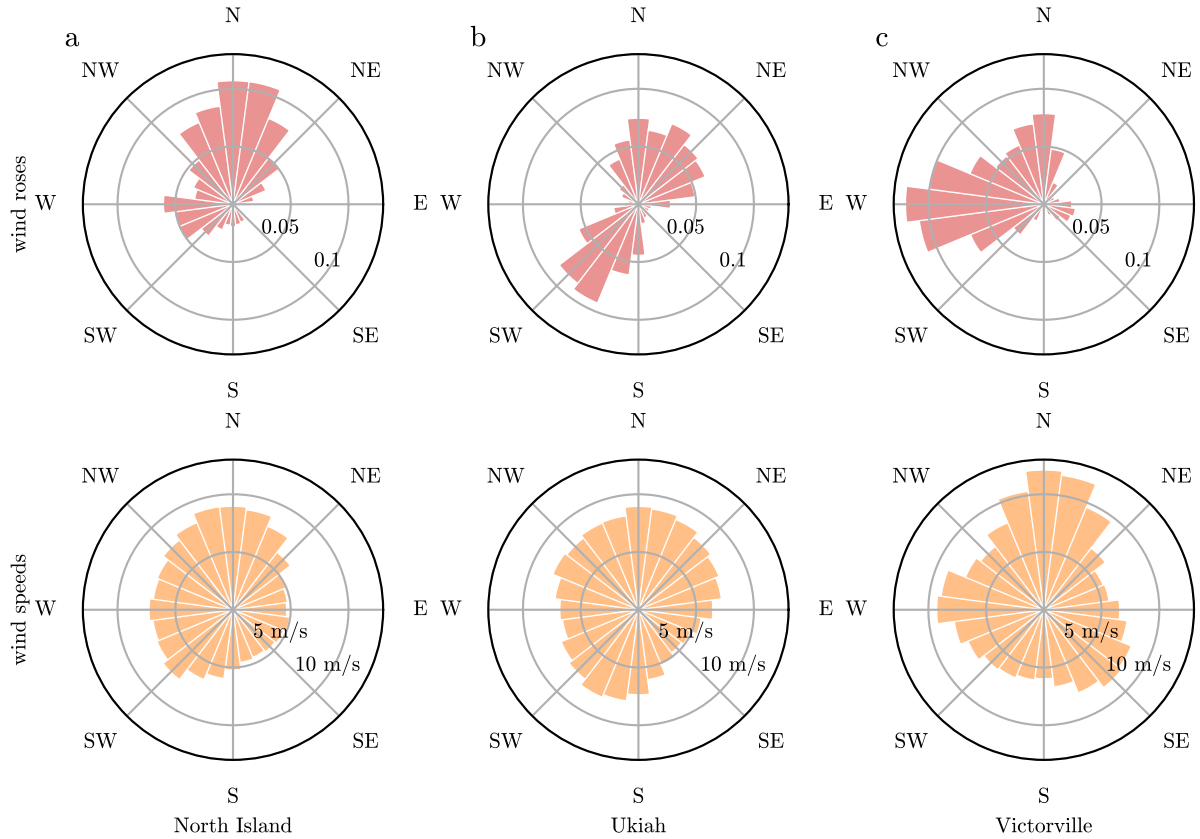 N N N
a b c
NW NE NW NE NW NE
wind roses
W E W E W
0.05 0.05 0.05
0.1 0.1 0.1
SW SE SW SE SW SE
S S S
N N N
NW NE NW NE NW NE
wind speeds
W E W E W
5 m/s 5 m/s 5 m/s
10 m/s 10 m/s 10 m/s
SW SE SW SE SW SE
S S S
North Island Ukiah Victorville